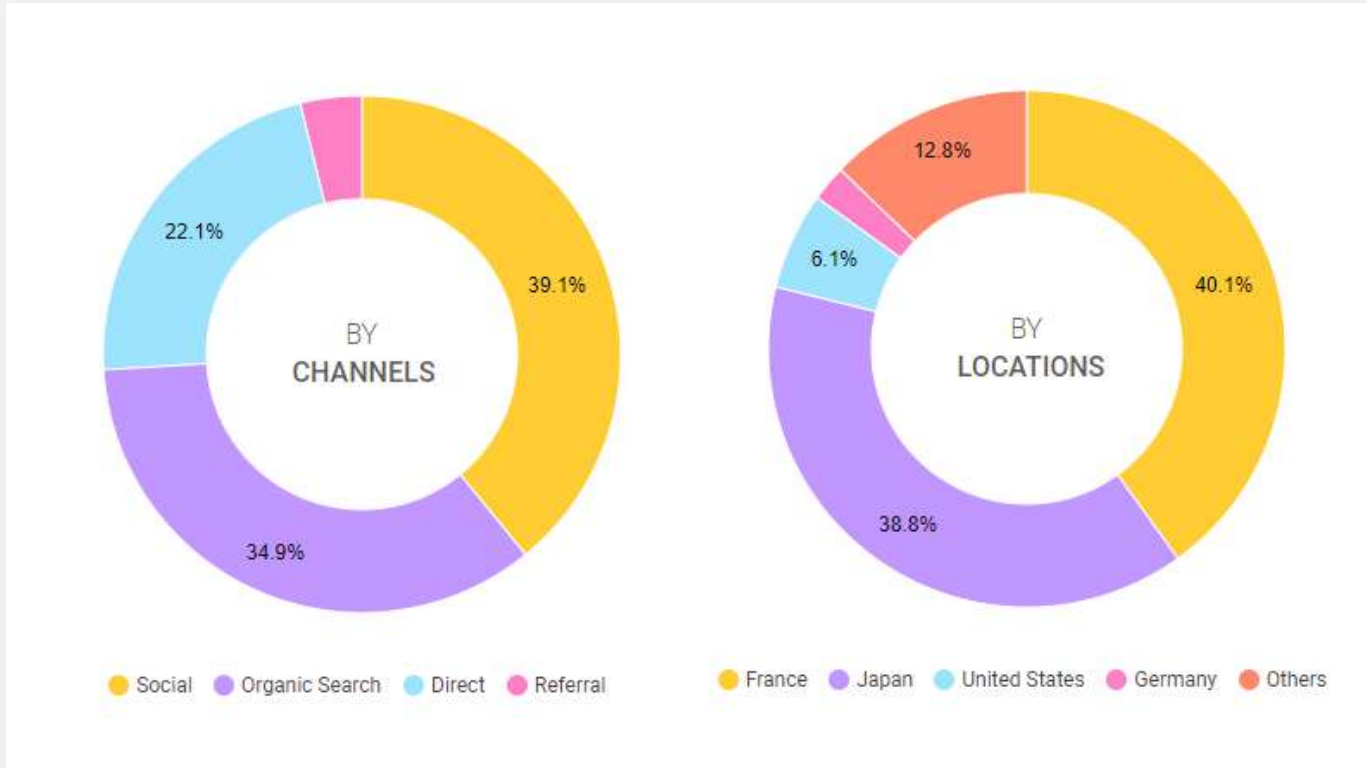 22.1%
39.1%
BY
CHANNELS
34.9%
Social Organic Search Direct Referral
12.8%
6.1%
40.1%
BY
LOCATIONS
38.8%
France Japan United States Germany Others